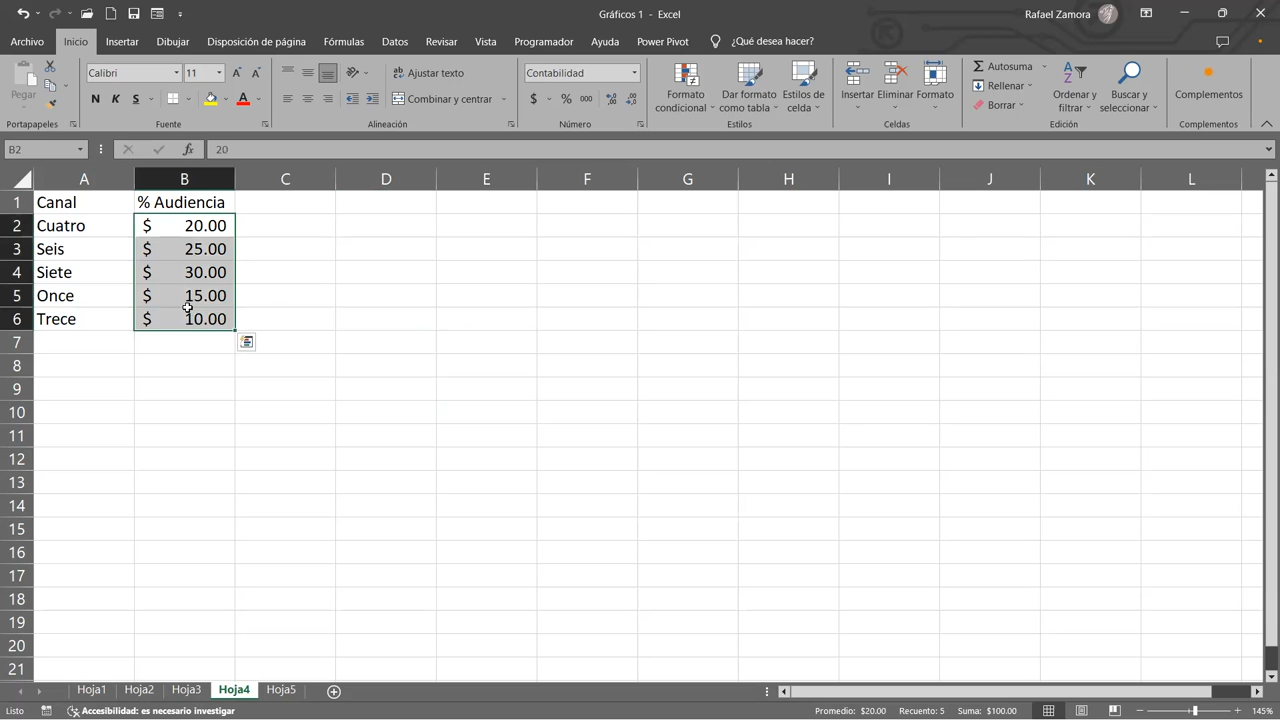 Gráficos 1 - Excel
Rafael Zamora
Archivo Inicio Insertar Dibujar Disposición de página Fórmulas Datos Revisar Vista Programador Ayuda Power Pivot ¿Qué desea hacer?
Pegar
Calibri 11
Ajustar texto
Contabilidad
Formato condicional
Dar formato como tabla
Estilos de celda
Insertar
Eliminar
Formato
Autosuma
Ordenar y filtrar
Buscar y seleccionar
Complementos
N K S
Combinar y centrar
$ % 000
Rellenar
Borrar
Portapapeles Fuente Alineación Número Estilos Celdas Edición Complementos
B2 fx 20
A B C D E F G H I J K L
1 Canal % Audiencia
2 Cuatro $ 20.00
3 Seis $ 25.00
4 Siete $ 30.00
5 Once $ 15.00
6 Trece $ 10.00
7
8
9
10
11
12
13
14
15
16
17
18
19
20
21
Hoja1 Hoja2 Hoja3 Hoja4 Hoja5
Listo Accesibilidad: es necesario investigar Promedio: $20.00 Recuento: 5 Suma: $100.00 145%